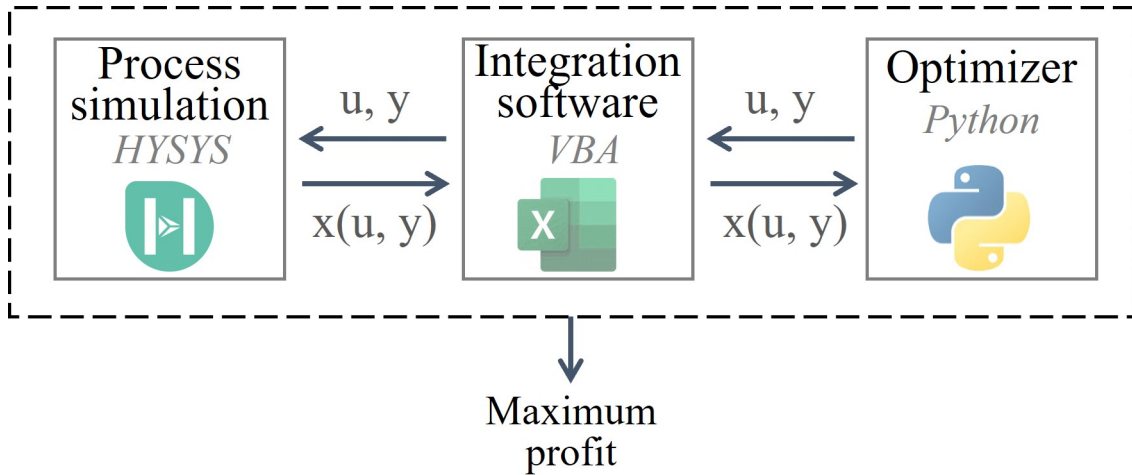 Process
simulation
HYSYS
u, y
x(u, y)
Integration
software
VBA
X
u, y
x(u, y)
Optimizer
Python
Maximum
profit